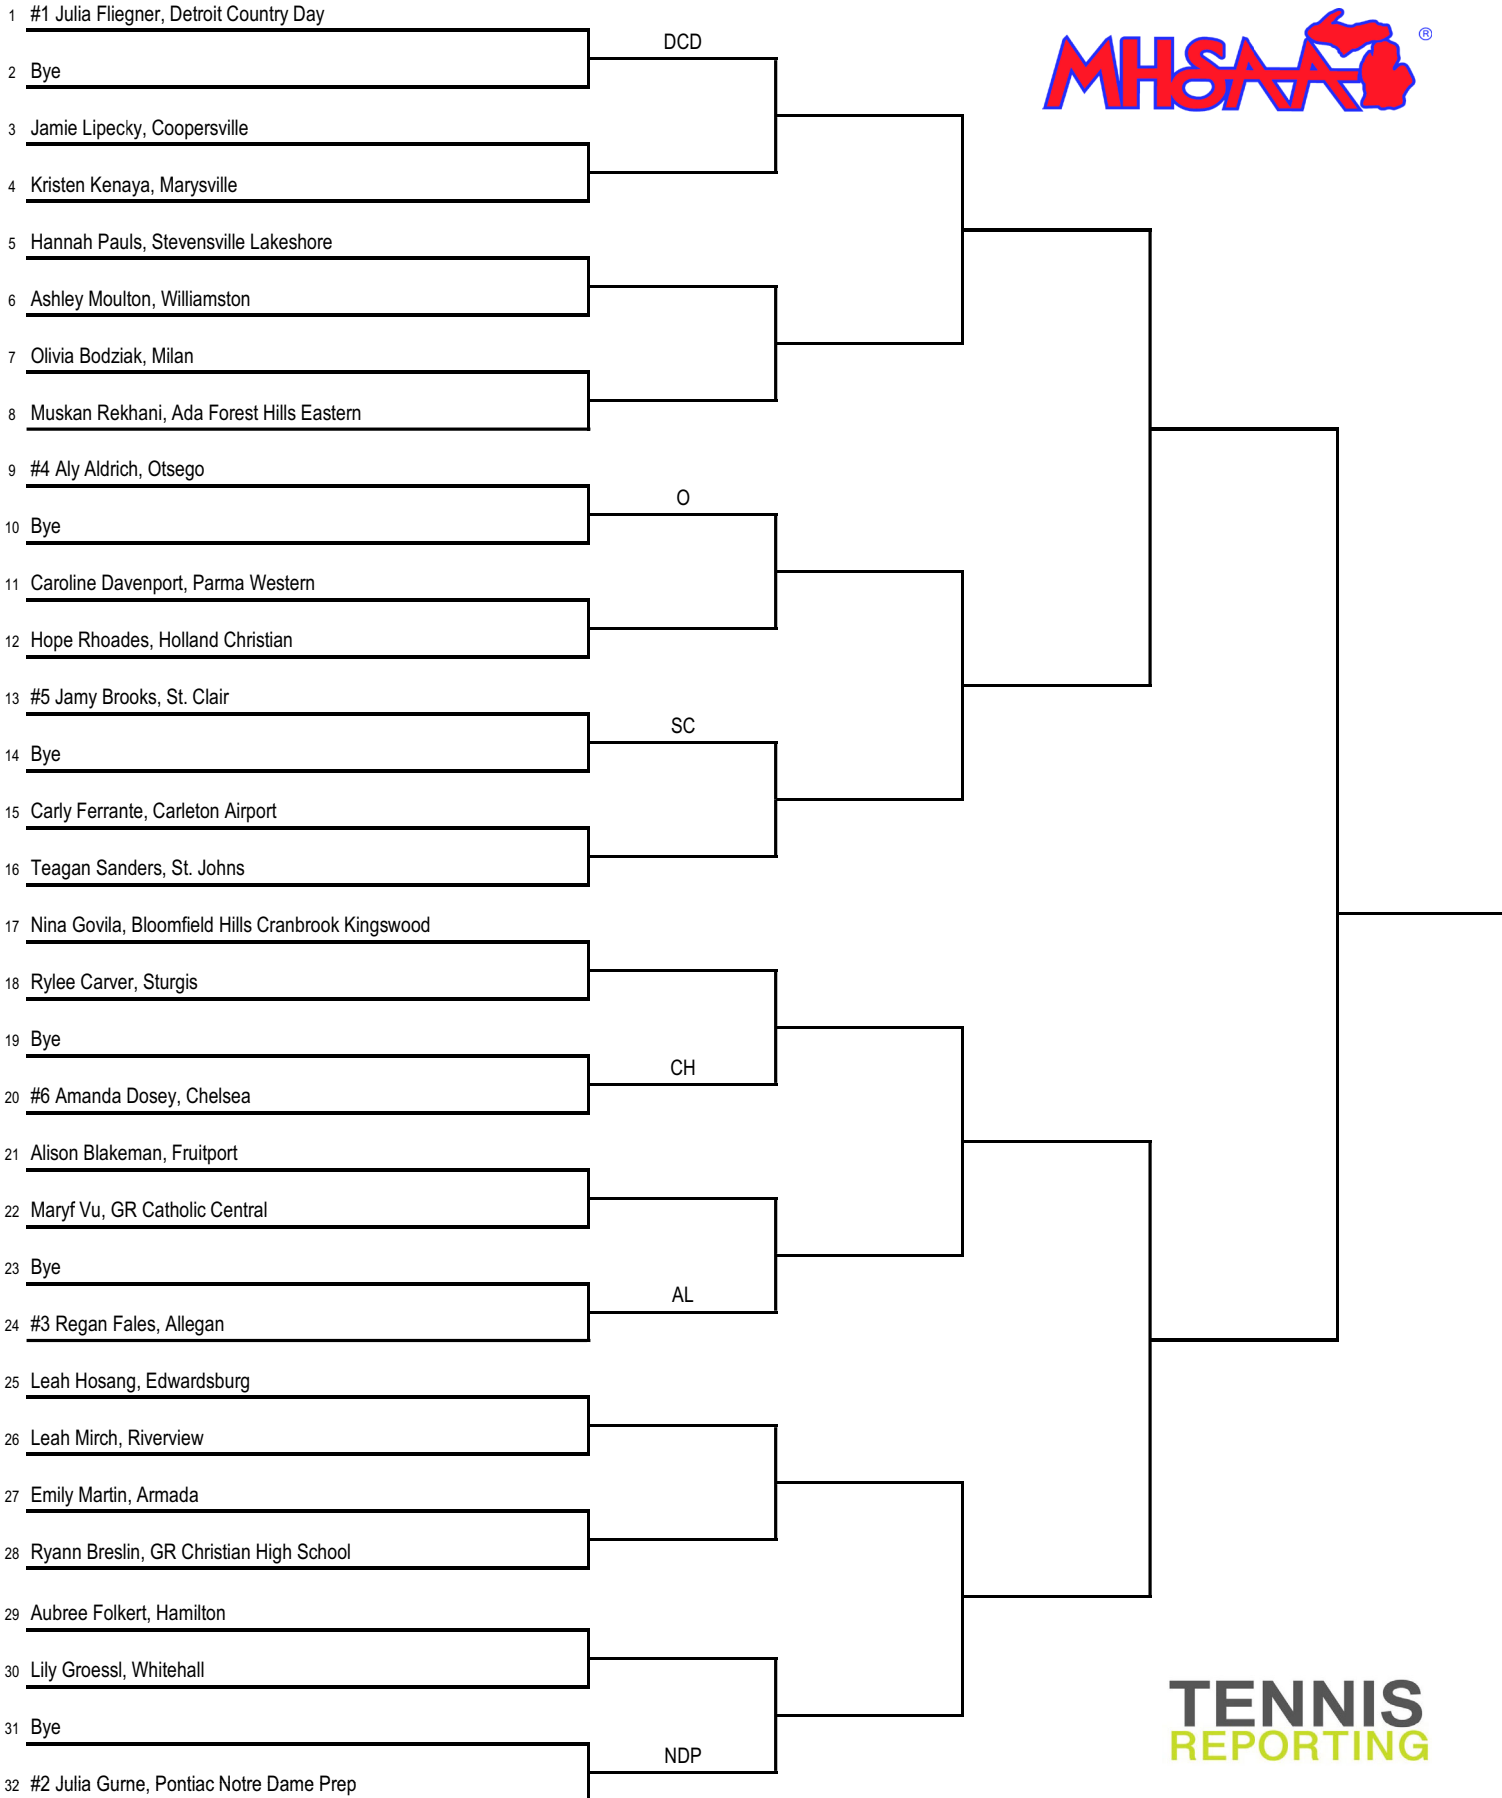 1 #1 Julia Fliegner, Detroit Country Day
DCD
MHSAA ®
2 Bye
3 Jamie Lipecky, Coopersville
4 Kristen Kenaya, Marysville
5 Hannah Pauls, Stevensville Lakeshore
6 Ashley Moulton, Williamston
7 Olivia Bodziak, Milan
8 Muskan Rekhani, Ada Forest Hills Eastern
9 #4 Aly Aldrich, Otsego
O
10 Bye
11 Caroline Davenport, Parma Western
12 Hope Rhoades, Holland Christian
13 #5 Jamy Brooks, St. Clair
SC
14 Bye
15 Carly Ferrante, Carleton Airport
16 Teagan Sanders, St. Johns
17 Nina Govila, Bloomfield Hills Cranbrook Kingswood
18 Rylee Carver, Sturgis
19 Bye
CH
20 #6 Amanda Dosey, Chelsea
21 Alison Blakeman, Fruitport
22 Maryf Vu, GR Catholic Central
23 Bye
AL
24 #3 Regan Fales, Allegan
25 Leah Hosang, Edwardsburg
26 Leah Mirch, Riverview
27 Emily Martin, Armada
28 Ryann Breslin, GR Christian High School
29 Aubree Folkert, Hamilton
30 Lily Groessl, Whitehall
31 Bye
NDP
32 #2 Julia Gurne, Pontiac Notre Dame Prep
TENNIS
REPORTING